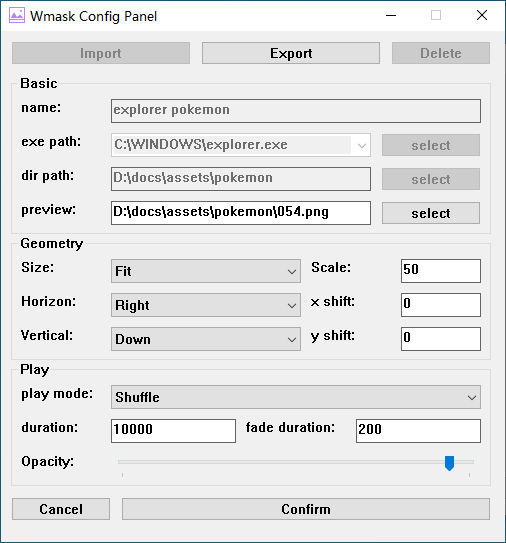 Wmask Config Panel
Import Export Delete
Basic
name: explorer pokemon
exe path: C:\WINDOWS\explorer.exe select
dir path: D:\docs\assets\pokemon select
preview: D:\docs\assets\pokemon\054.png select
Geometry
Size: Fit Scale: 50
Horizon: Right x shift: 0
Vertical: Down y shift: 0
Play
play mode: Shuffle
duration: 10000 fade duration: 200
Opacity:
Cancel Confirm